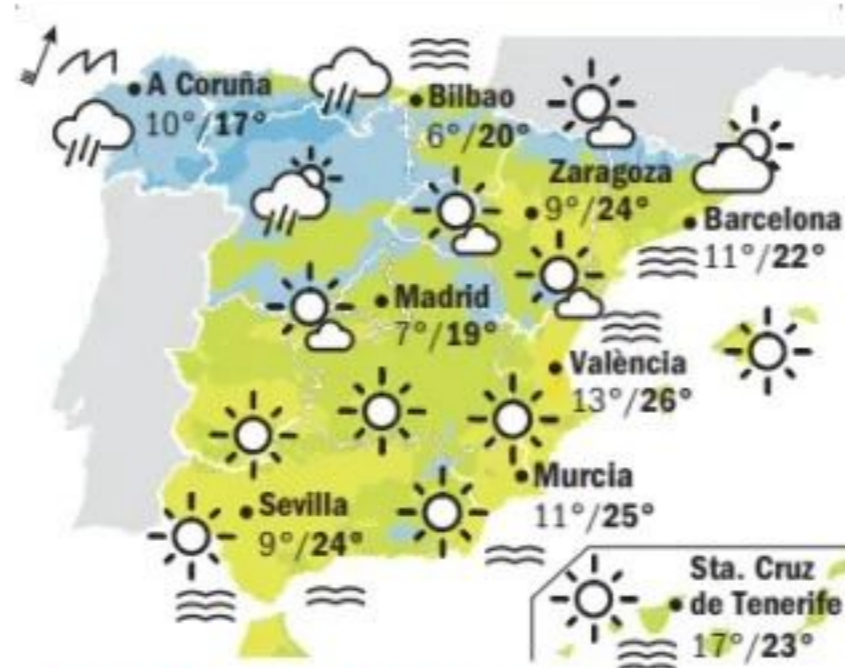 A Coruña
10°/17°
Bilbao
6°/20°
Zaragoza
9°/24°
Barcelona
11°/22°
Madrid
7°/19°
València
13°/26°
Murcia
11°/25°
Sevilla
9°/24°
Sta. Cruz
de Tenerife
17°/23°